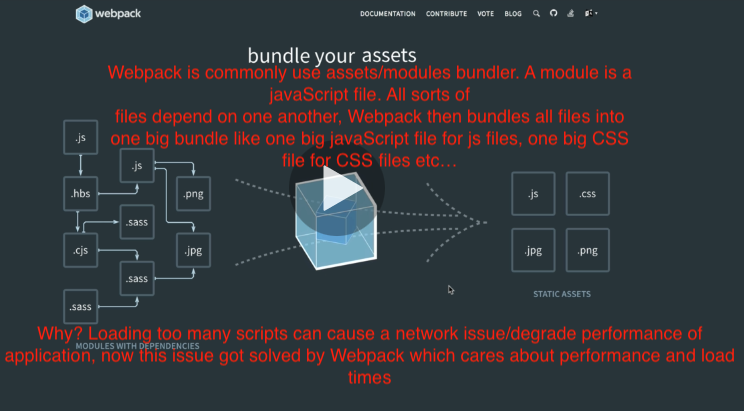 webpack
DOCUMENTATION CONTRIBUTE VOTE BLOG
bundle your assets
Webpack is commonly use assets/modules bundler. A module is a
javaScript file. All sorts of
files depend on one another, Webpack then bundles all files into
one big bundle like one big javaScript file for js files, one big CSS
file for CSS files etc...
.js
.js
.hbs
.png
.sass
.cjs
.jpg
.sass
.sass
.js
.css
.jpg
.png
STATIC ASSETS
Why? Loading too many scripts can cause a network issue/degrade performance of
MODULES WITH DEPENDENCIES
application, now this issue got solved by Webpack which cares about performance and load
times